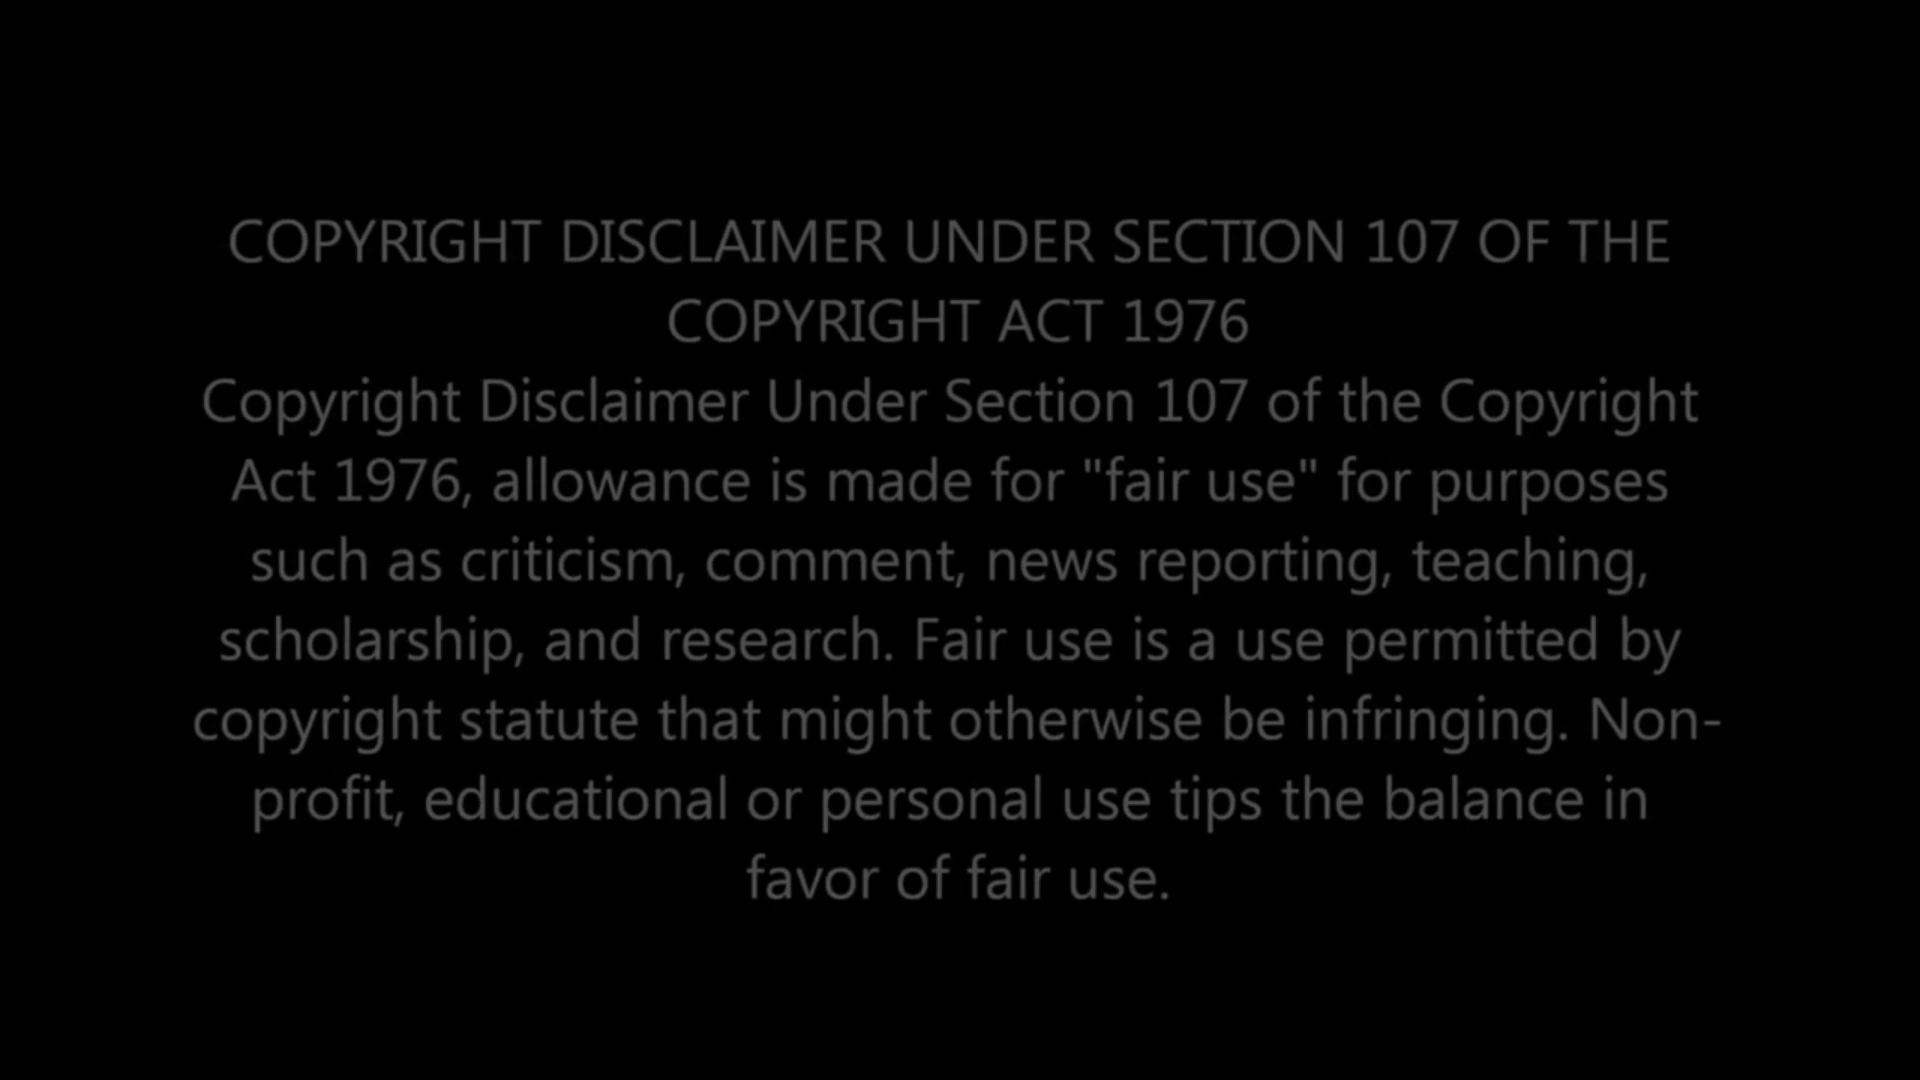 COPYRIGHT DISCLAIMER UNDER SECTION 107 OF THE
COPYRIGHT ACT 1976
Copyright Disclaimer Under Section 107 of the Copyright
Act 1976, allowance is made for "fair use" for purposes
such as criticism, comment, news reporting, teaching,
scholarship, and research. Fair use is a use permitted by
copyright statute that might otherwise be infringing. Non-
profit, educational or personal use tips the balance in
favor of fair use.